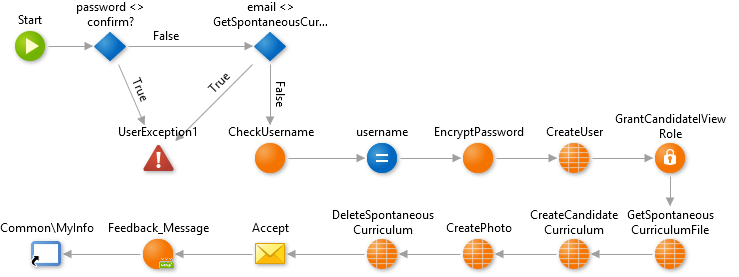 Start
password <>
confirm?
email <>
GetSpontaneousCur...
False
True
True
False
UserException1
CheckUsername
username
EncryptPassword
CreateUser
GrantCandidateIView
Role
Common\MyInfo
Feedback_Message
Accept
DeleteSpontaneous
Curriculum
CreatePhoto
CreateCandidate
Curriculum
GetSpontaneous
CurriculumFile